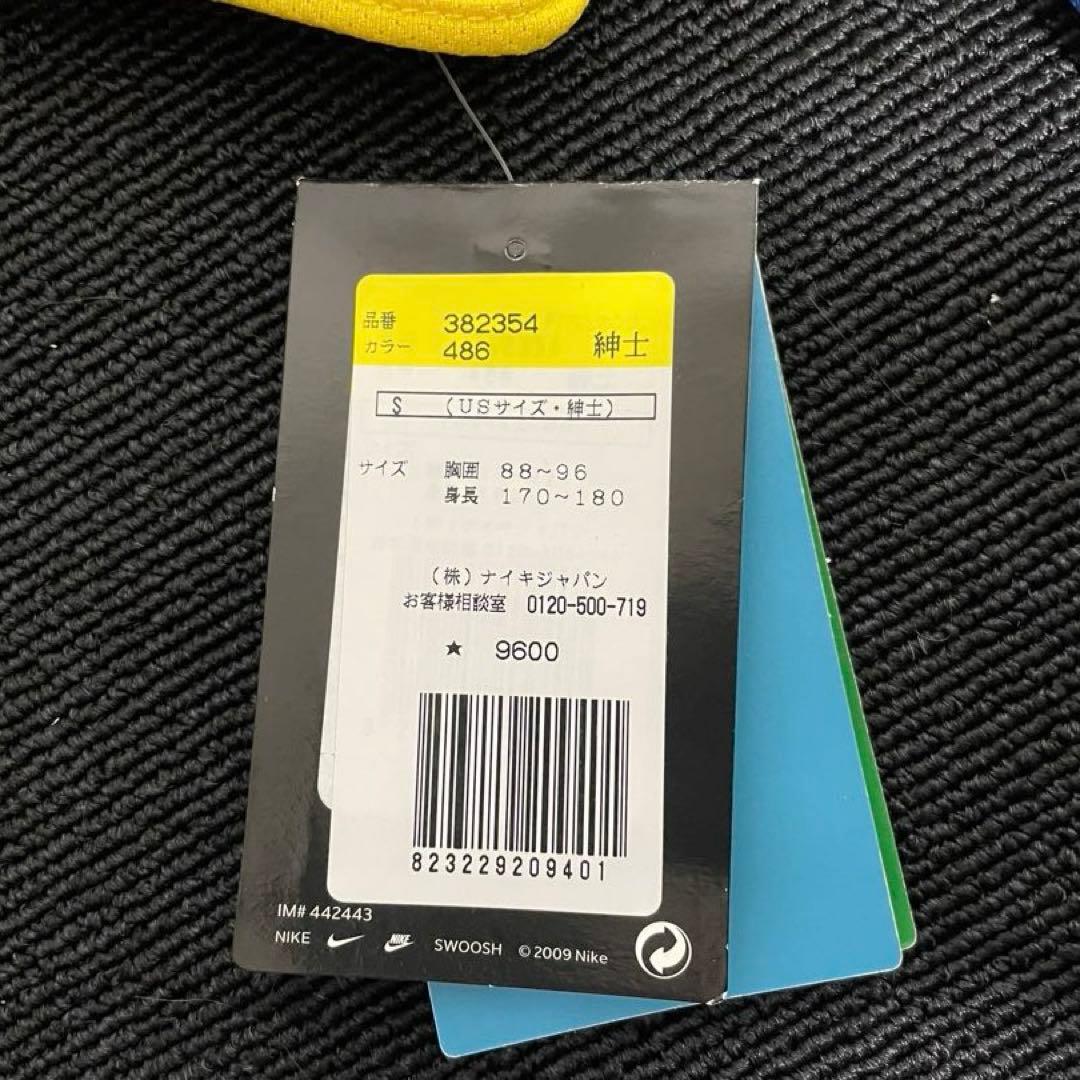 品番 382354
カラー 486 紳士
S (USサイズ・紳士)
サイズ 胸囲 88~96
身長 170~180
(株)ナイキジャパン
お客様相談室 0120-500-719
★ 9600
823229209401
IM# 442443
NIKE NIKE SWOOSH ©2009 Nike